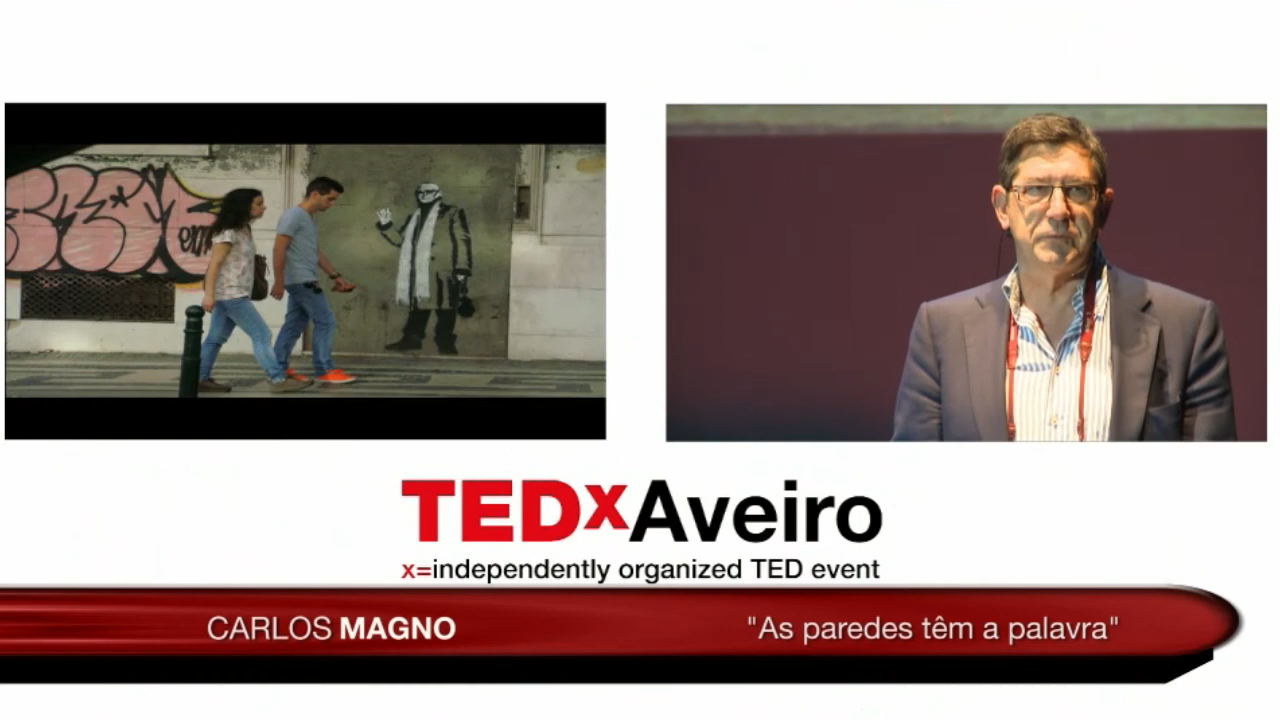 TEDxAveiro
x=independently organized TED event
CARLOS MAGNO
"As paredes têm a palavra"